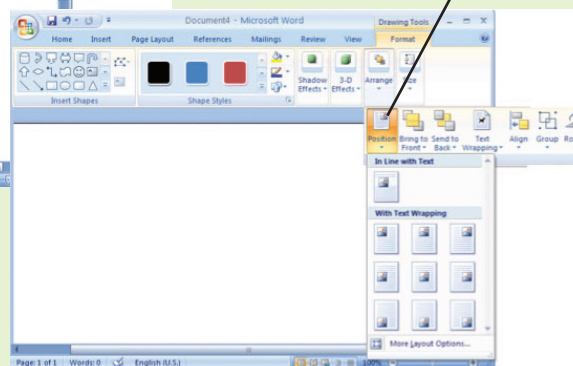 Document4 - Microsoft Word
Drawing Tools
Home Insert Page Layout References Mailings Review View Format
Shadow Effects
3-D Effects
Arrange
Size
Insert Shapes
Shape Styles
Position
Bring to Front
Send to Back
Text Wrapping
Align
Group
In Line with Text
With Text Wrapping
More Layout Options...
Page: 1 of 1 Words: 0 English (U.S.) 100%